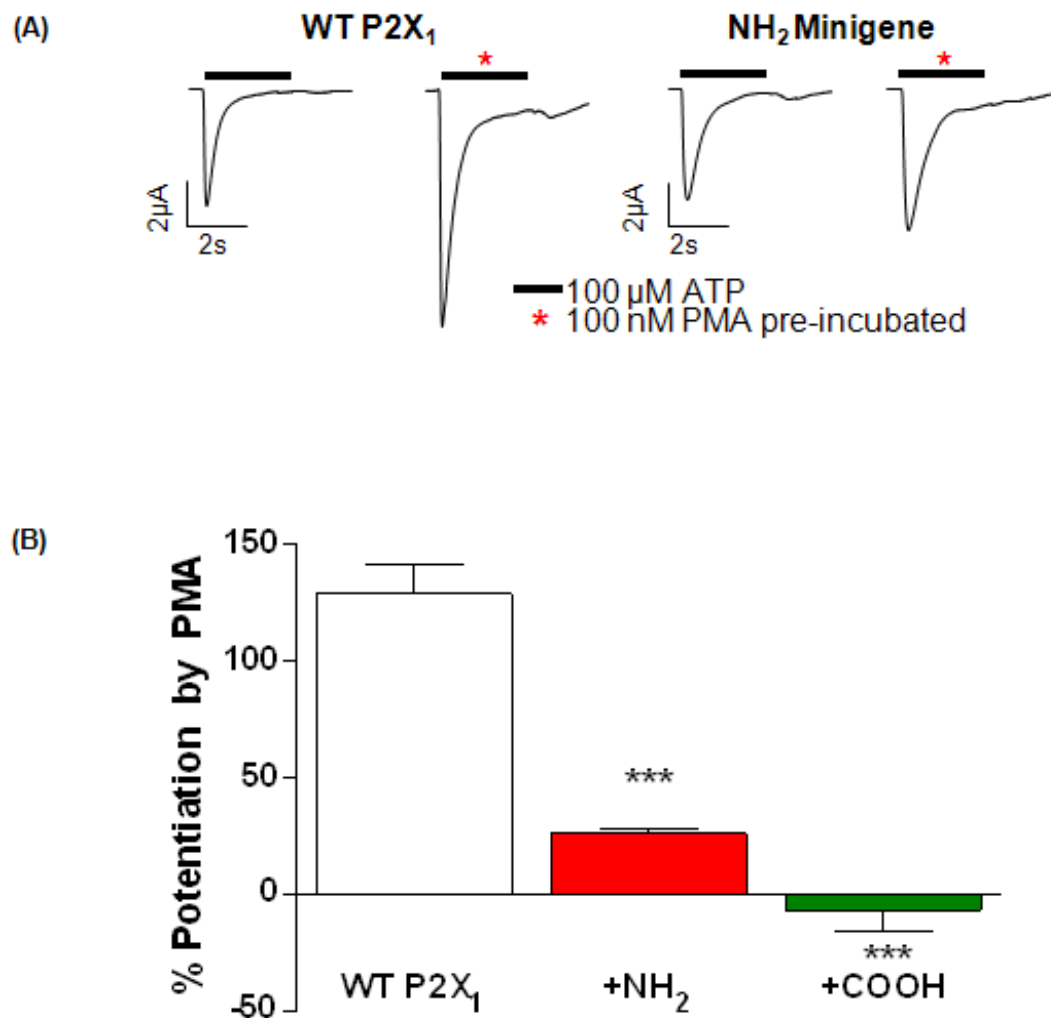 (A)
WT P2X₁
NH₂ Minigene
*
*
2µA
2s
2µA
2s
100 µM ATP
* 100 nM PMA pre-incubated
(B)
% Potentiation by PMA
150
100
50
0
-50
***
***
WT P2X₁
+NH₂
+COOH